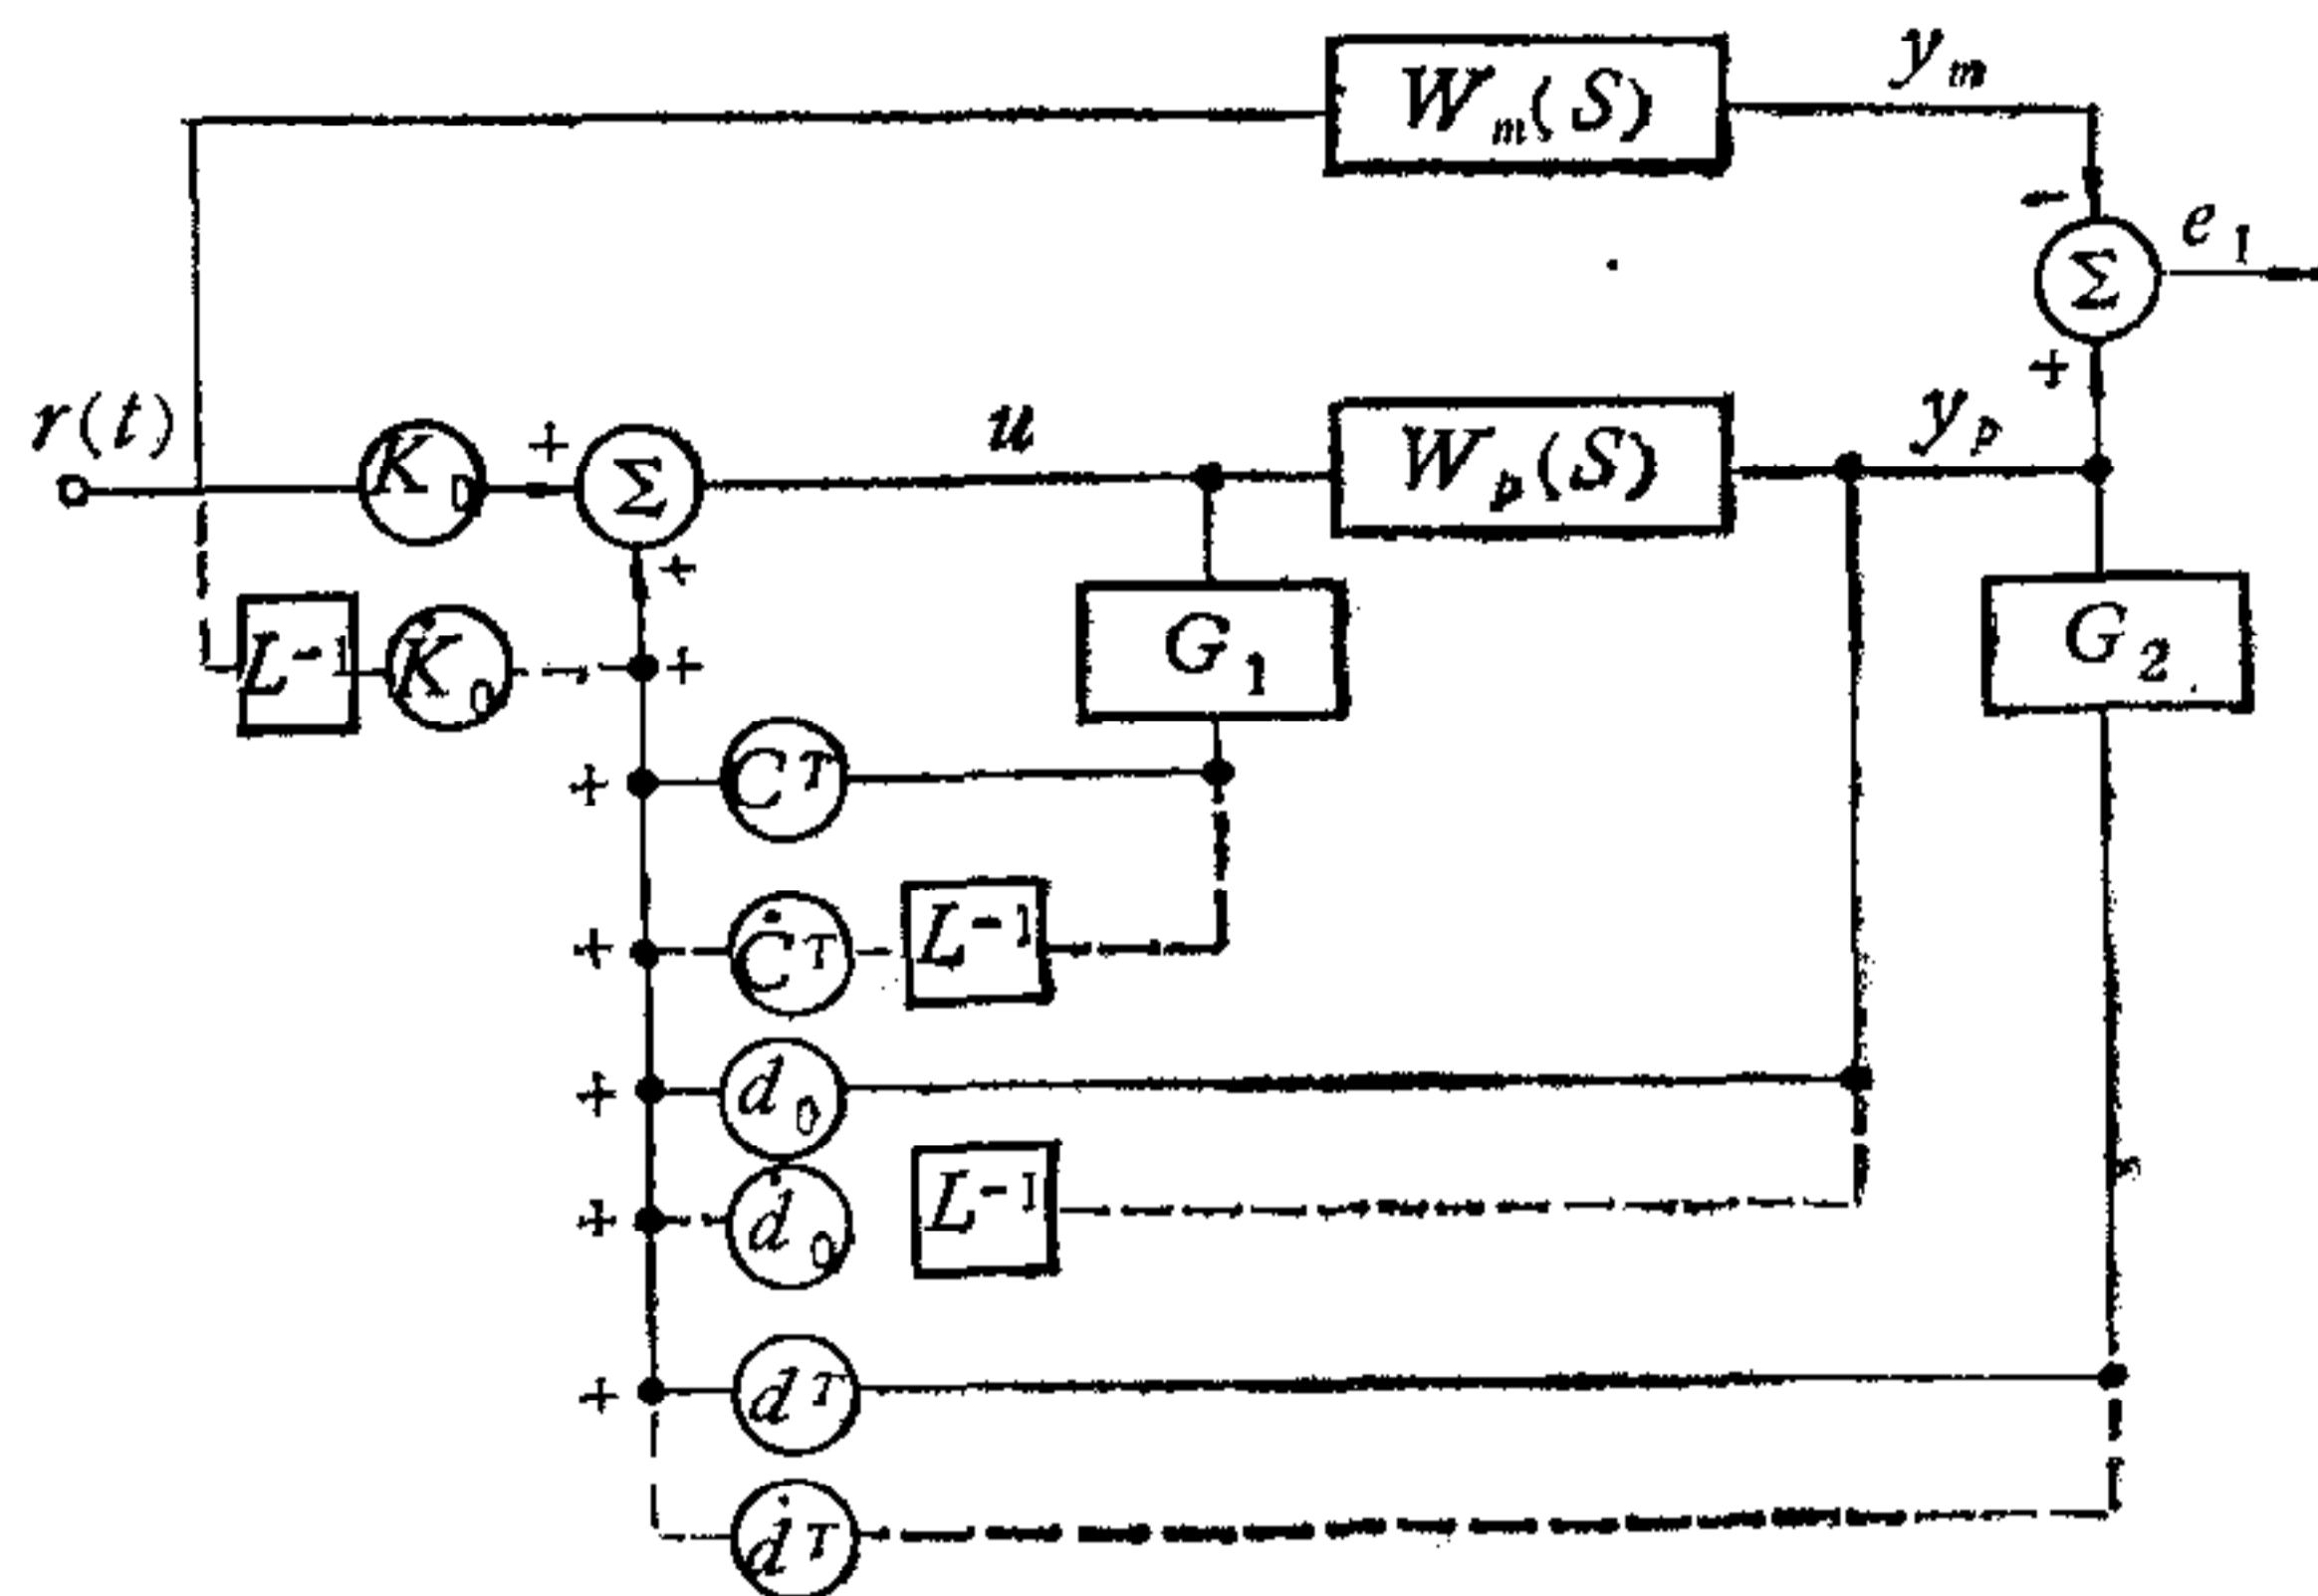 W_m(S)
y_m
−
e_1
+
r(t)
K_0
+
Σ
u
W_p(S)
y_p
Σ
+
L⁻¹
K̇_0
+
G_1
G_2
+
C^T
+
Ċ^T
L⁻¹
+
d_0
+
ḋ_0
L⁻¹
+
d^T
ḋ^T